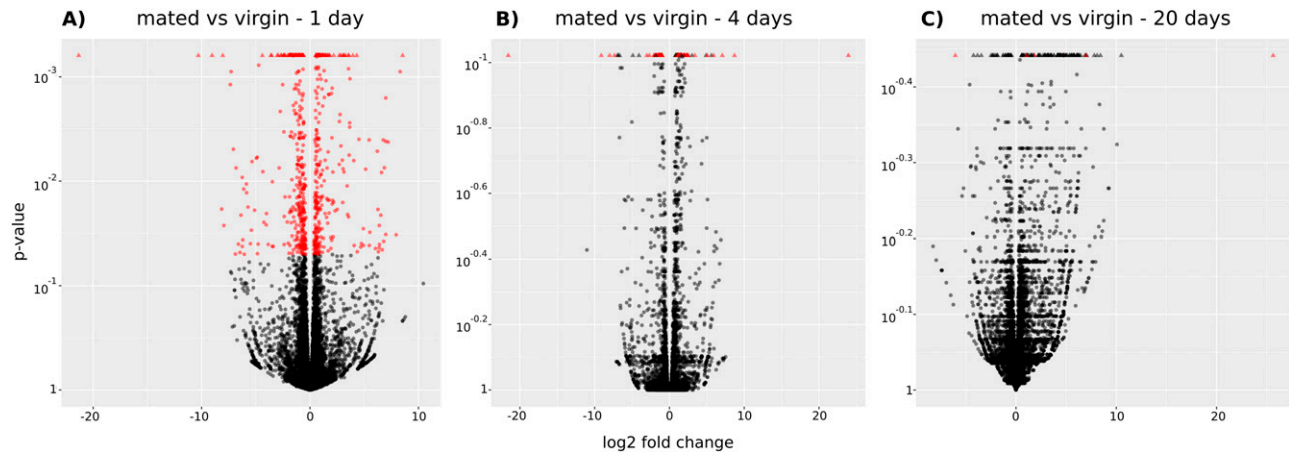 A) mated vs virgin - 1 day
B) mated vs virgin - 4 days
C) mated vs virgin - 20 days
p-value
10⁻³
10⁻²
10⁻¹
1
-20 -10 0 10
10⁻¹
10⁻⁰·⁸
10⁻⁰·⁶
10⁻⁰·⁴
10⁻⁰·²
1
-20 -10 0 10 20
10⁻⁰·⁴
10⁻⁰·³
10⁻⁰·²
10⁻⁰·¹
1
0 10 20
log2 fold change